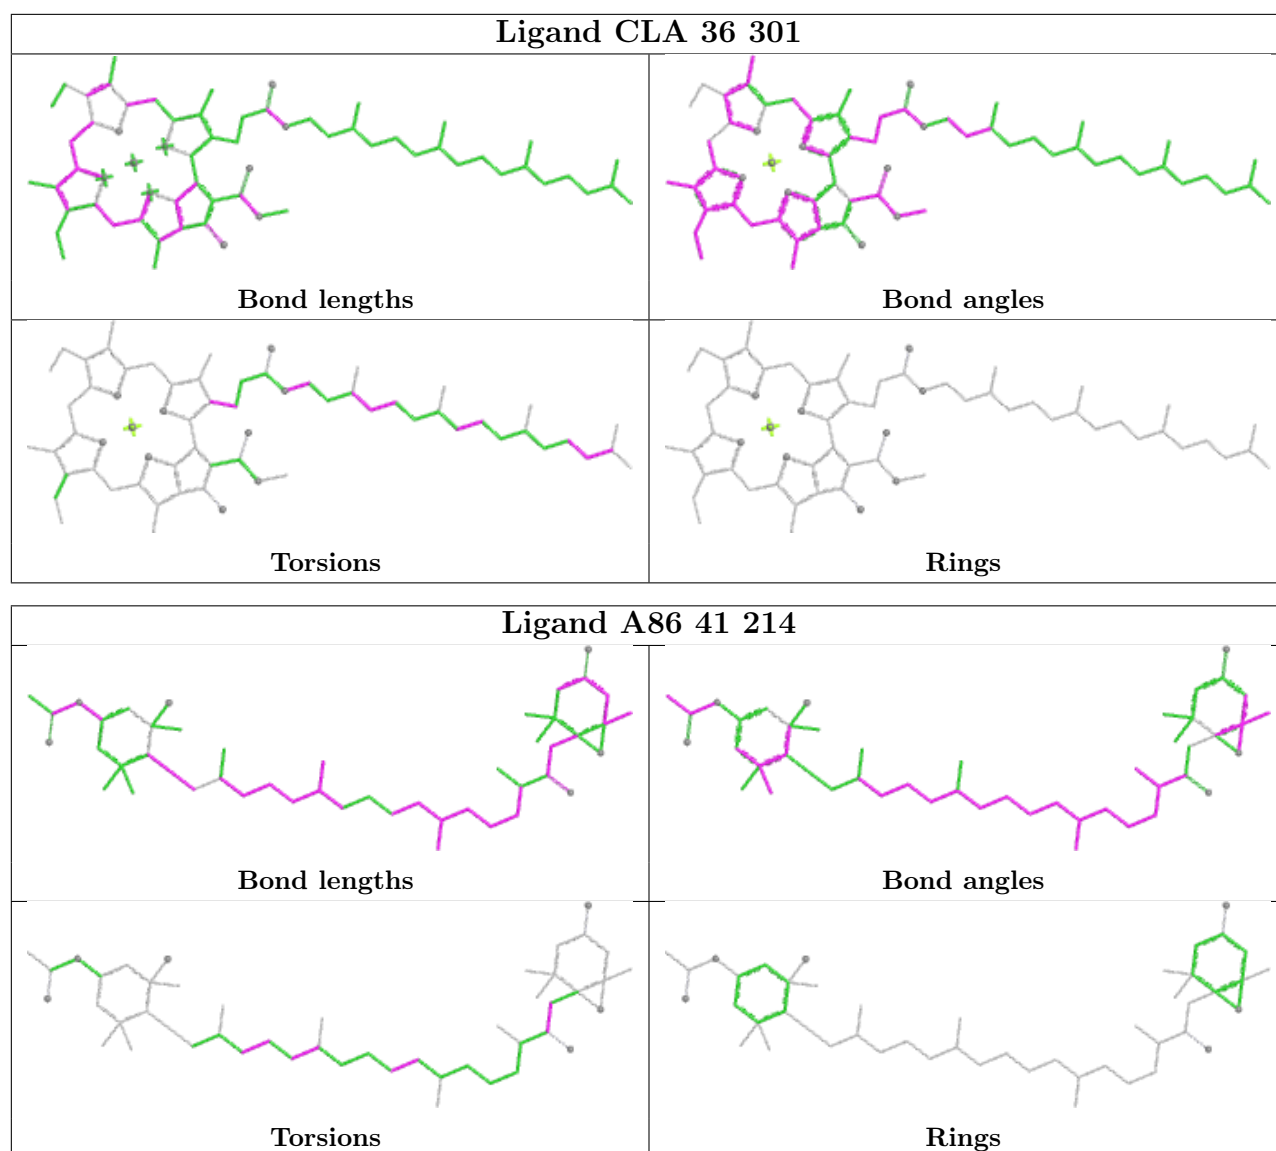 Ligand CLA 36 301
Bond lengths
Bond angles
Torsions
Rings
Ligand A86 41 214
Bond lengths
Bond angles
Torsions
Rings